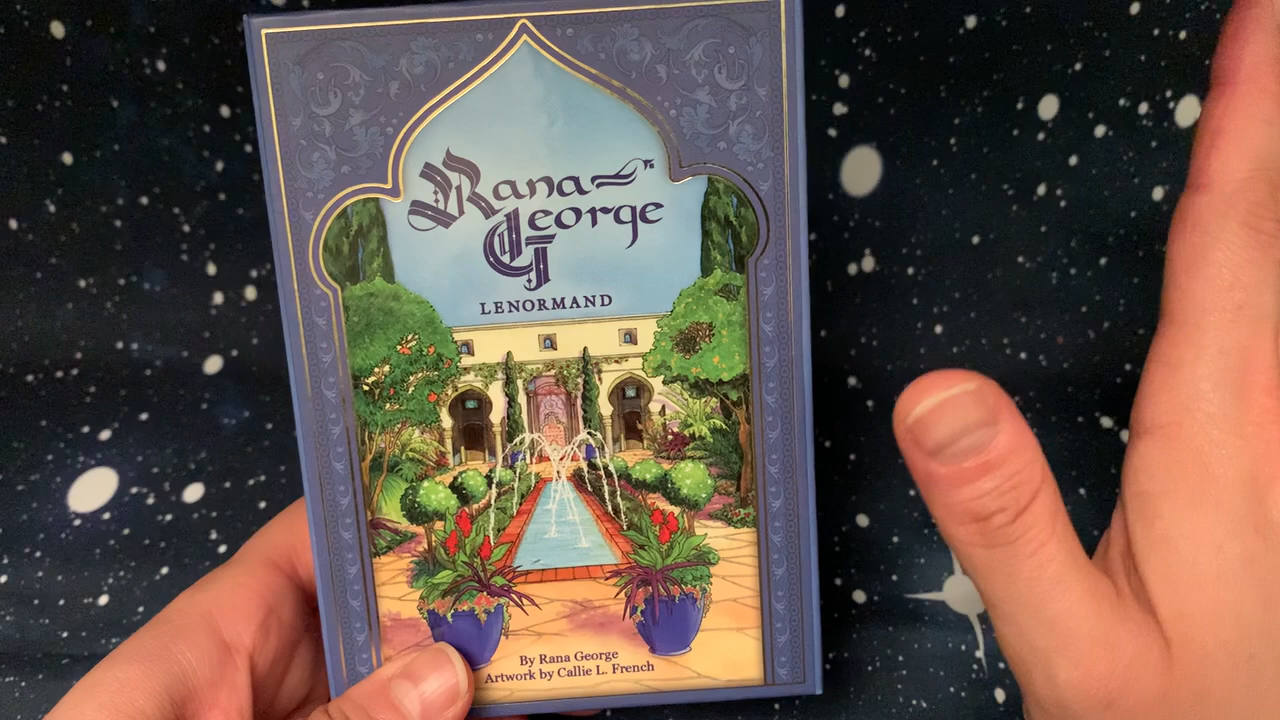 Rana
George
LENORMAND
By Rana George
Artwork by Callie L. French